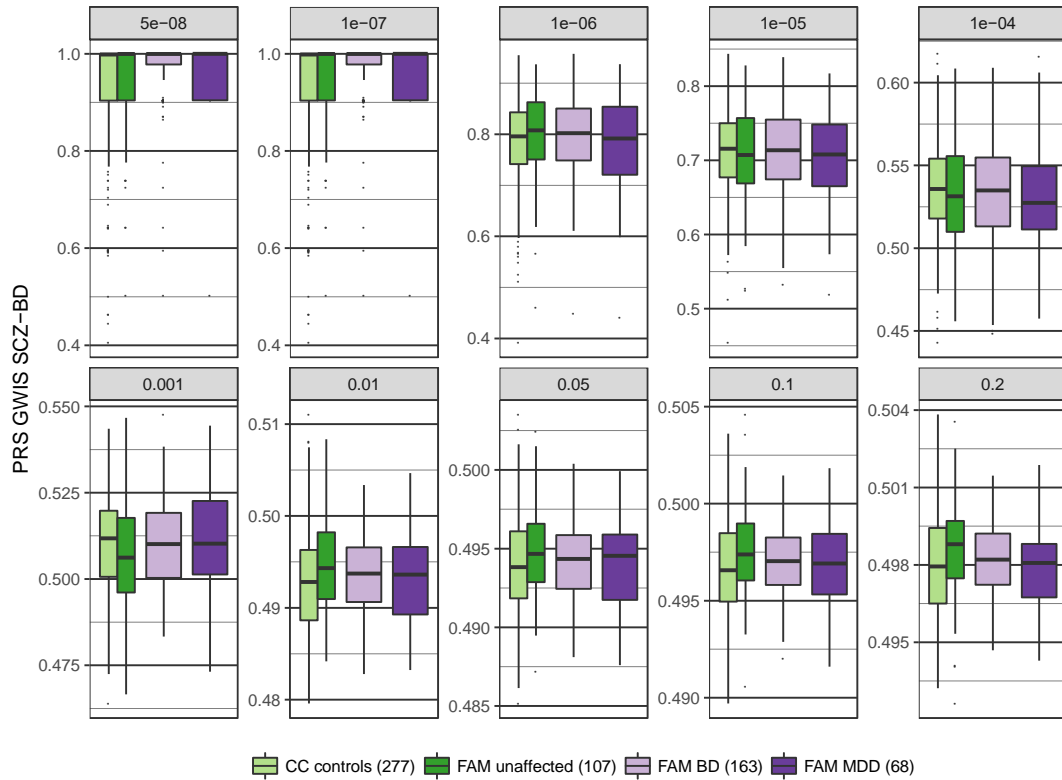 5e−08 1e−07 1e−06 1e−05 1e−04
1.0 1.0
0.8 0.8 0.8 0.8 0.60
0.7 0.55
0.6 0.6 0.6 0.6 0.50
0.5
0.4 0.4 0.4 0.45
PRS GWIS SCZ−BD
0.001 0.01 0.05 0.1 0.2
0.550 0.51 0.505 0.504
0.525 0.50 0.500 0.500 0.501
0.500 0.49 0.495 0.495 0.498
0.475 0.48 0.490 0.490 0.495
0.485
CC controls (277) FAM unaffected (107) FAM BD (163) FAM MDD (68)